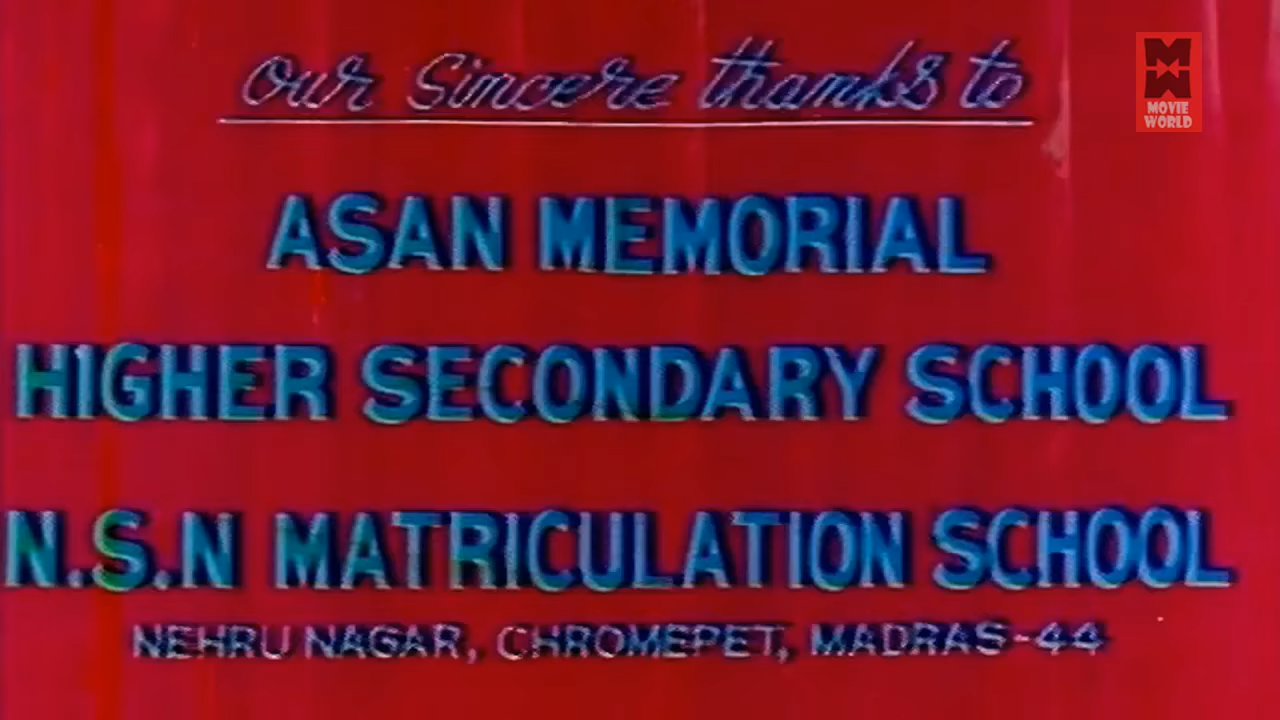 our Sincere thanks to
ASAN MEMORIAL
HIGHER SECONDARY SCHOOL
N.S.N MATRICULATION SCHOOL
NEHRU NAGAR, CHROMEPET, MADRAS-44
MOVIE
WORLD